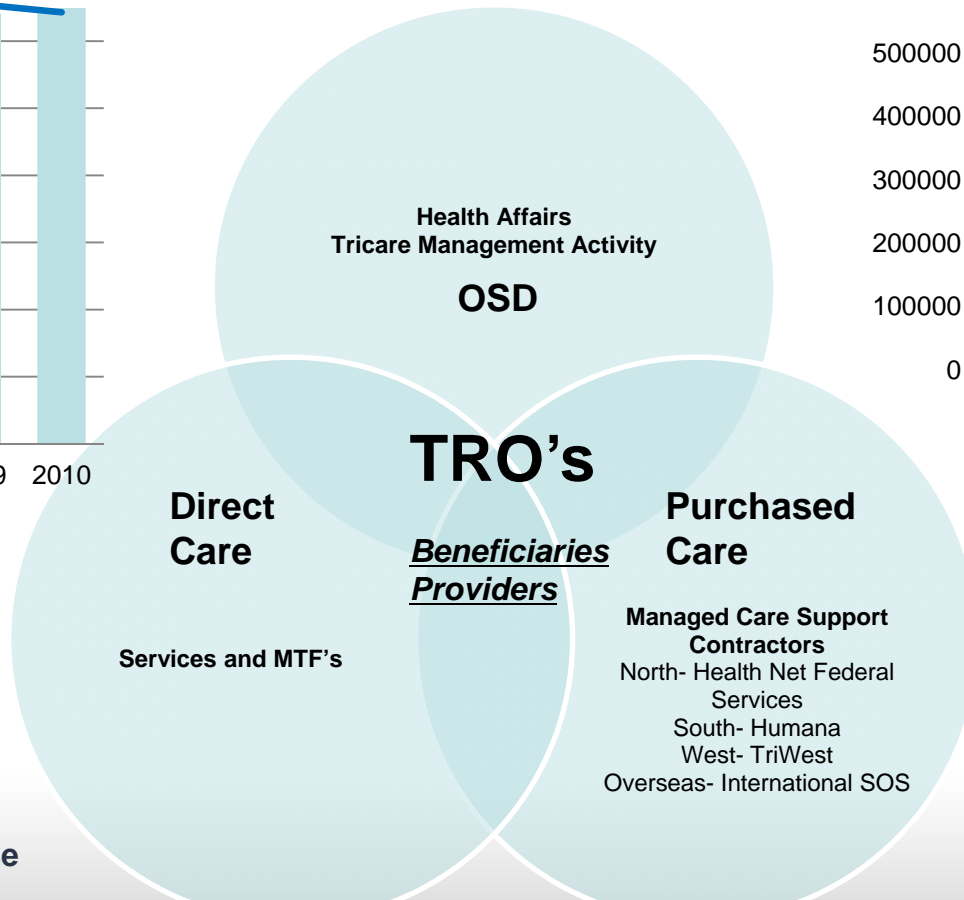 500000
400000
300000
200000
100000
0
Health Affairs
Tricare Management Activity
OSD
9 2010
TRO’s
Direct
Care
Beneficiaries
Providers
Purchased
Care
Services and MTF’s
Managed Care Support
Contractors
North- Health Net Federal
Services
South- Humana
West- TriWest
Overseas- International SOS
e